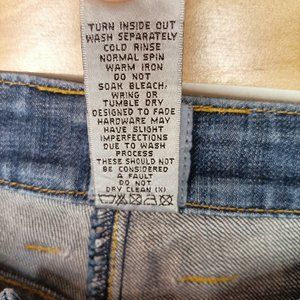 TURN INSIDE OUT
WASH SEPARATELY
COLD RINSE
NORMAL SPIN
WARM IRON
DO NOT
SOAK BLEACH,
WRING OR
TUMBLE DRY
DESIGNED TO FADE
HARDWARE MAY
HAVE SLIGHT
IMPERFECTIONS
DUE TO WASH
PROCESS
THESE SHOULD NOT
BE CONSIDERED
A FAULT
DO NOT
DRY CLEAN (X)